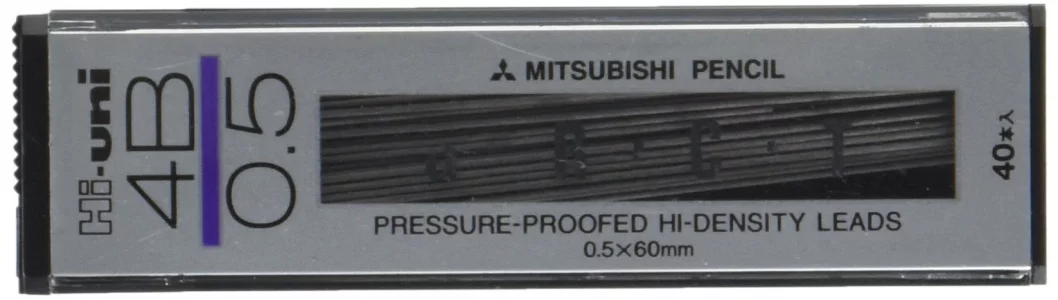 Hi-uni
4B
0.5
MITSUBISHI PENCIL
α·B·C·T
PRESSURE-PROOFED HI-DENSITY LEADS
0.5×60mm
40本入